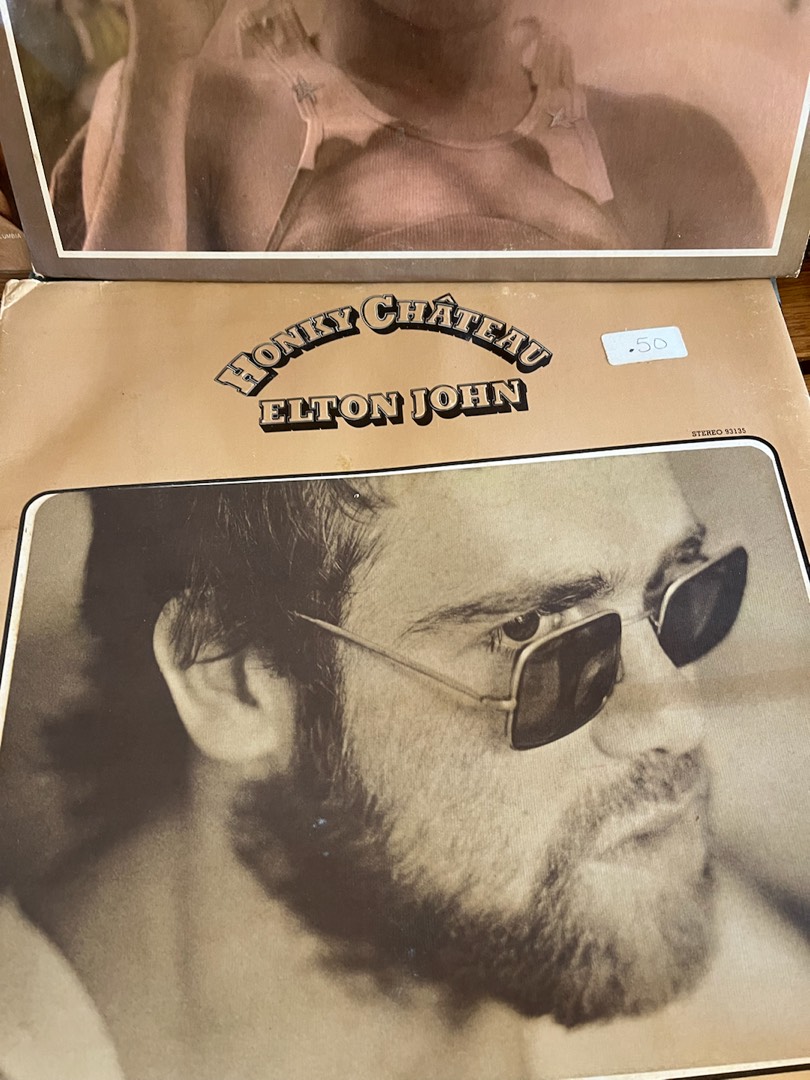 HONKY CHÂTEAU
.50
ELTON JOHN
STEREO 93135